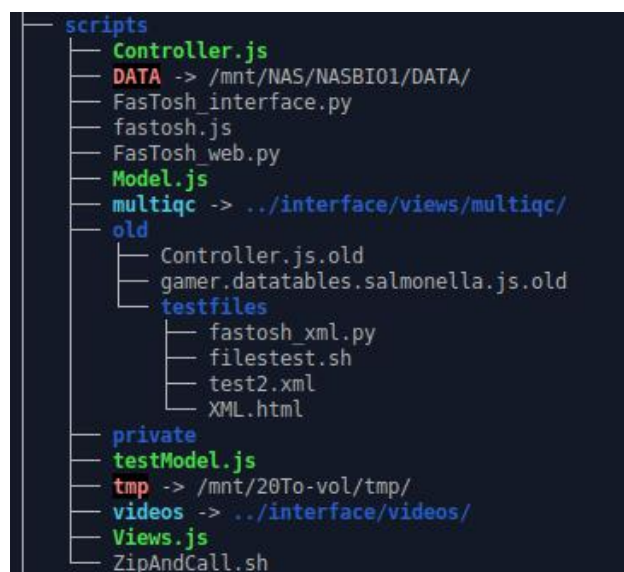 scripts
Controller.js
DATA -> /mnt/NAS/NASBIO1/DATA/
FasTosh_interface.py
fastosh.js
FasTosh_web.py
Model.js
multiqc -> ../interface/views/multiqc/
old
Controller.js.old
gamer.datatables.salmonella.js.old
testfiles
fastosh_xml.py
filestest.sh
test2.xml
XML.html
private
testModel.js
tmp -> /mnt/20To-vol/tmp/
videos -> ../interface/videos/
Views.js
ZipAndCall.sh